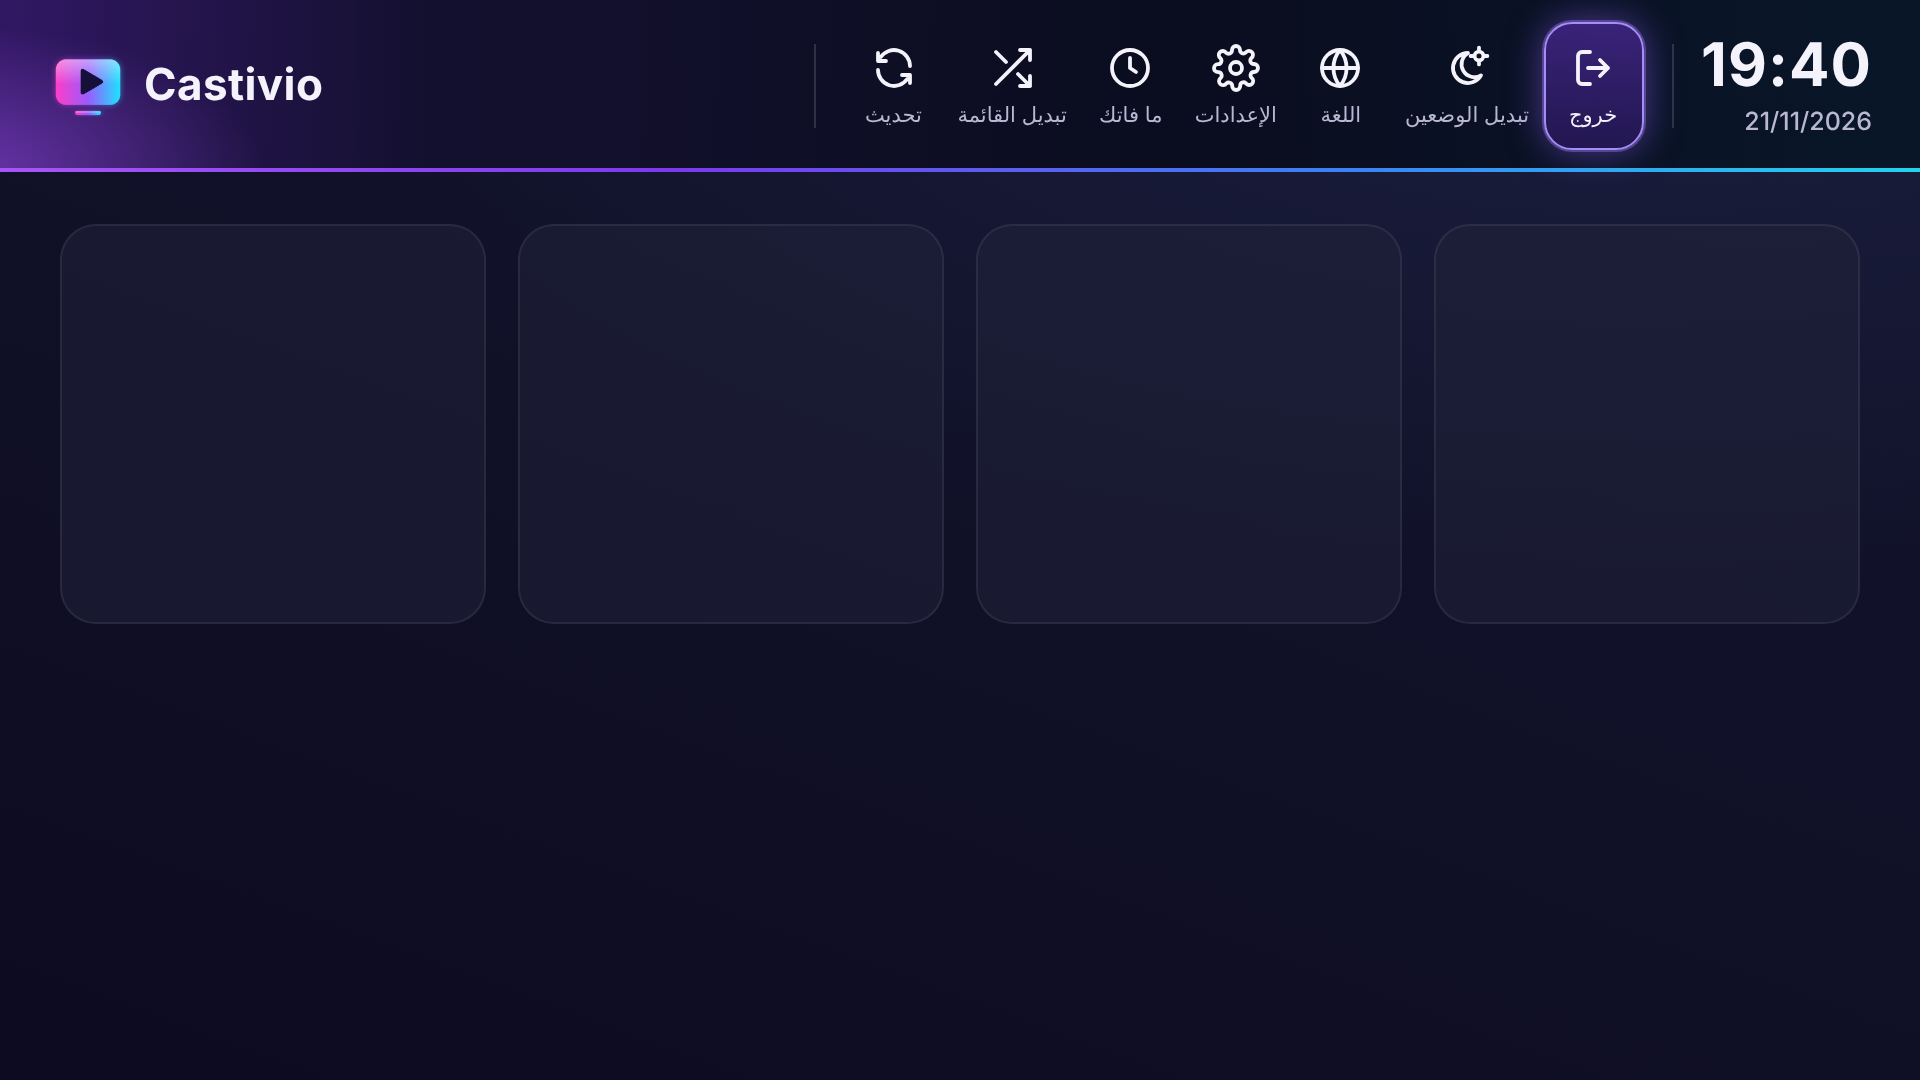 Castivio
تحديث
تبديل القائمة
ما فاتك
الإعدادات
اللغة
تبديل الوضعين
خروج
19:40
21/11/2026